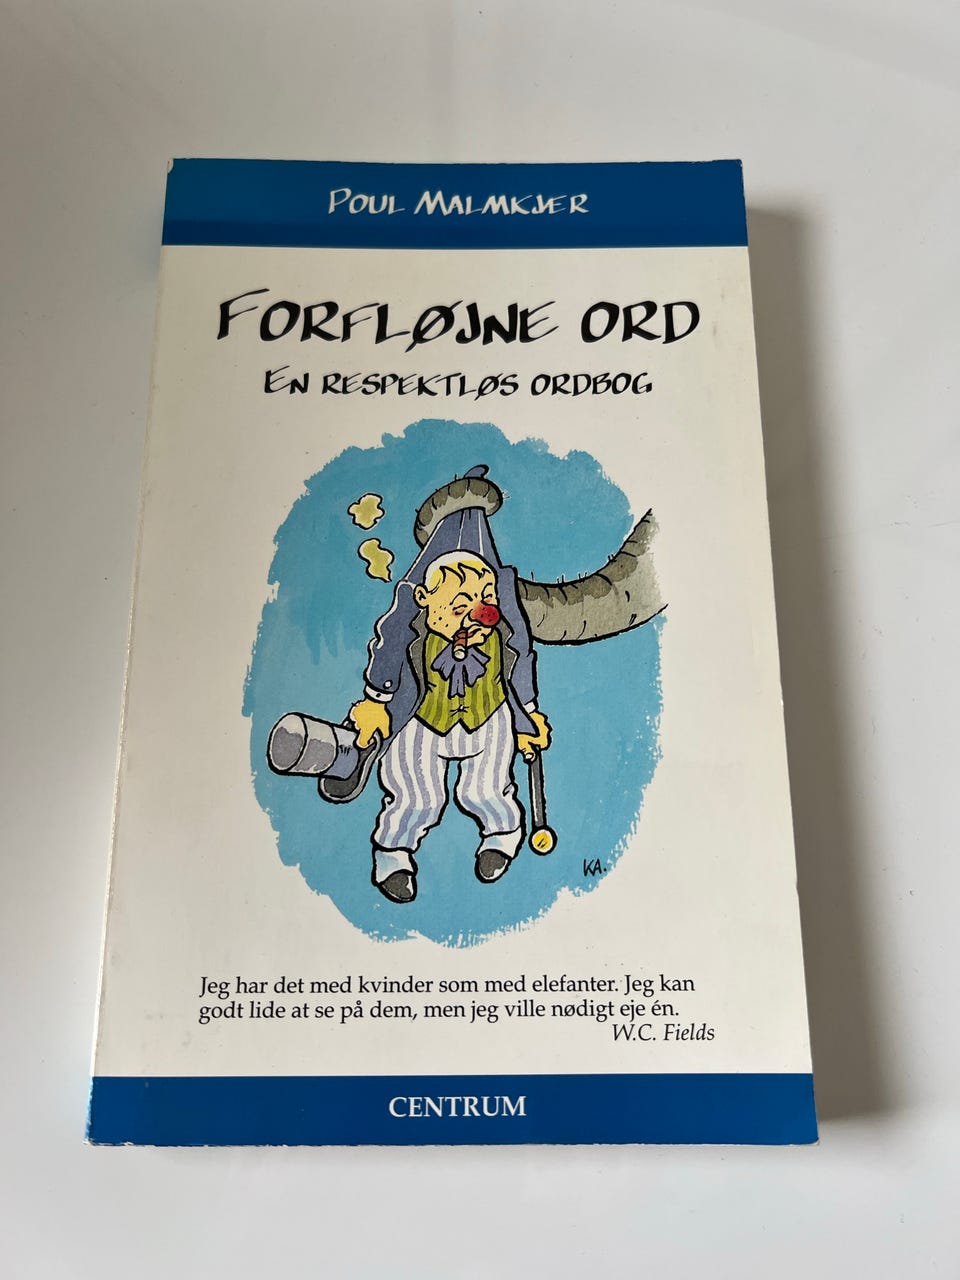 POUL MALMKJÆR
FORFLØJNE ORD
EN RESPEKTLØS ORDBOG
KA.
Jeg har det med kvinder som med elefanter. Jeg kan
godt lide at se på dem, men jeg ville nødigt eje én.
W.C. Fields
CENTRUM